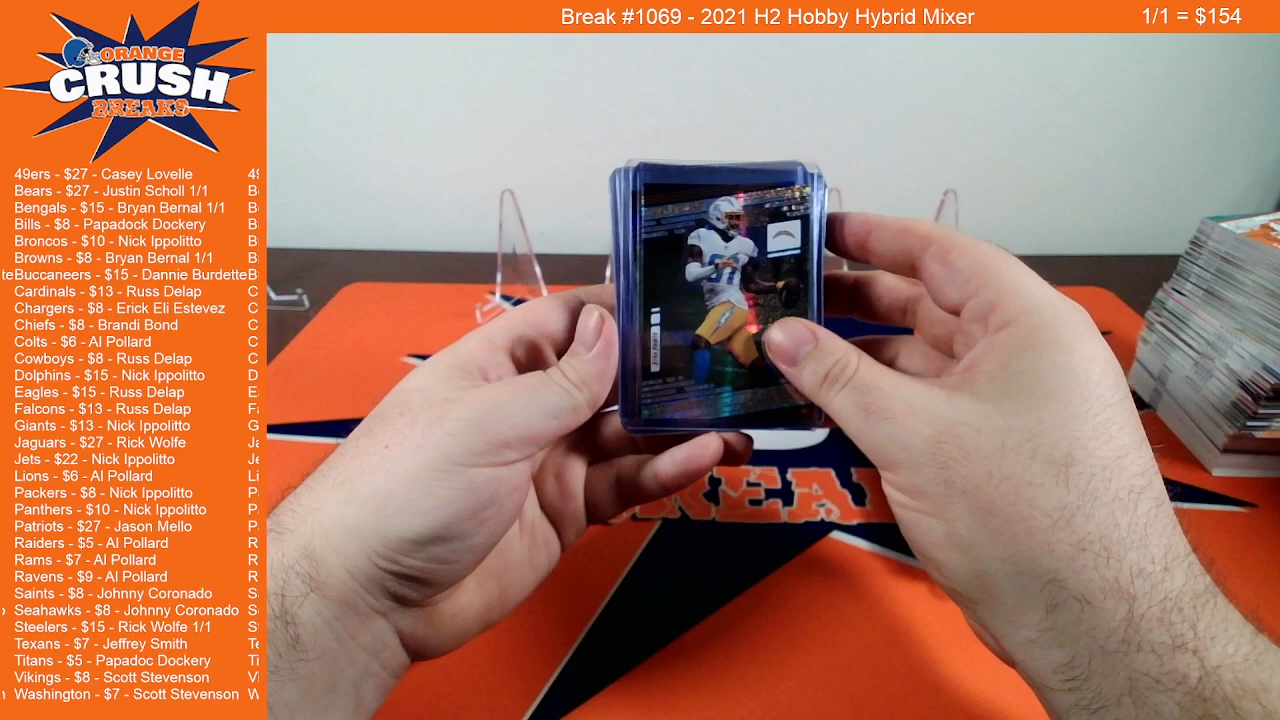 Break #1069 - 2021 H2 Hobby Hybrid Mixer
1/1 = $154
ORANGE
CRUSH
BREAKS
49ers - $27 - Casey Lovelle
Bears - $27 - Justin Scholl 1/1
Bengals - $15 - Bryan Bernal 1/1
Bills - $8 - Papadock Dockery
Broncos - $10 - Nick Ippolitto
Browns - $8 - Bryan Bernal 1/1
Buccaneers - $15 - Dannie Burdette
Cardinals - $13 - Russ Delap
Chargers - $8 - Erick Eli Estevez
Chiefs - $8 - Brandi Bond
Colts - $6 - Al Pollard
Cowboys - $8 - Russ Delap
Dolphins - $15 - Nick Ippolitto
Eagles - $15 - Russ Delap
Falcons - $13 - Russ Delap
Giants - $13 - Nick Ippolitto
Jaguars - $27 - Rick Wolfe
Jets - $22 - Nick Ippolitto
Lions - $6 - Al Pollard
Packers - $8 - Nick Ippolitto
Panthers - $10 - Nick Ippolitto
Patriots - $27 - Jason Mello
Raiders - $5 - Al Pollard
Rams - $7 - Al Pollard
Ravens - $9 - Al Pollard
Saints - $8 - Johnny Coronado
Seahawks - $8 - Johnny Coronado
Steelers - $15 - Rick Wolfe 1/1
Texans - $7 - Jeffrey Smith
Titans - $5 - Papadoc Dockery
Vikings - $8 - Scott Stevenson
Washington - $7 - Scott Stevenson